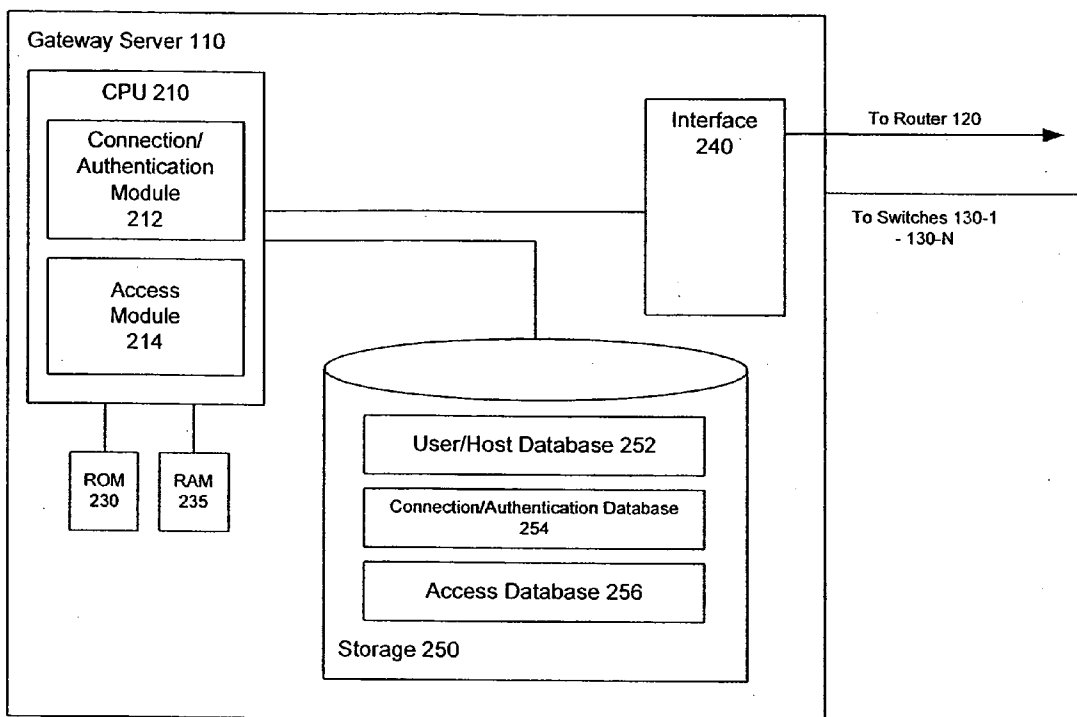 Gateway Server 110
CPU 210
Connection/
Authentication
Module
212
Access
Module
214
ROM
230
RAM
235
Interface
240
To Router 120
To Switches 130-1
- 130-N
User/Host Database 252
Connection/Authentication Database
254
Access Database 256
Storage 250